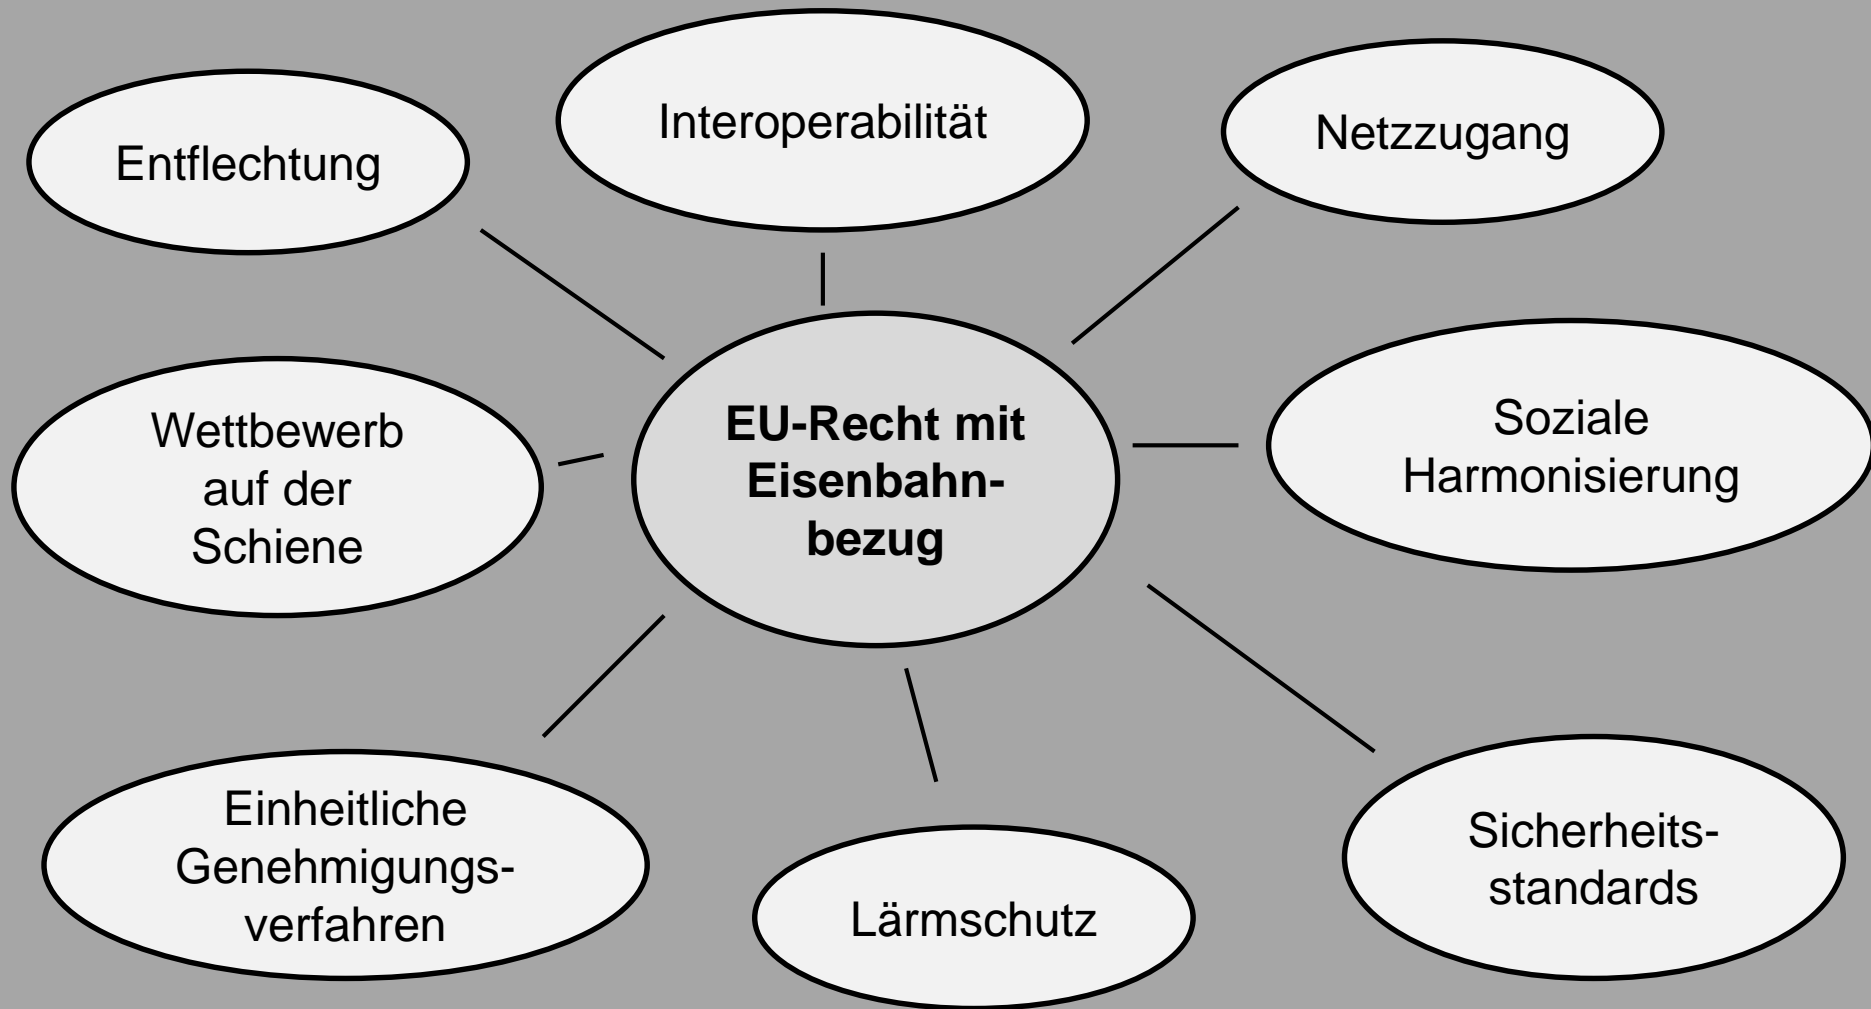 Interoperabilität
Netzzugang
Entflechtung
EU-Recht mit
Eisenbahn-
bezug
Soziale
Harmonisierung
Wettbewerb
auf der
Schiene
Einheitliche
Genehmigungs-
verfahren
Lärmschutz
Sicherheits-
standards